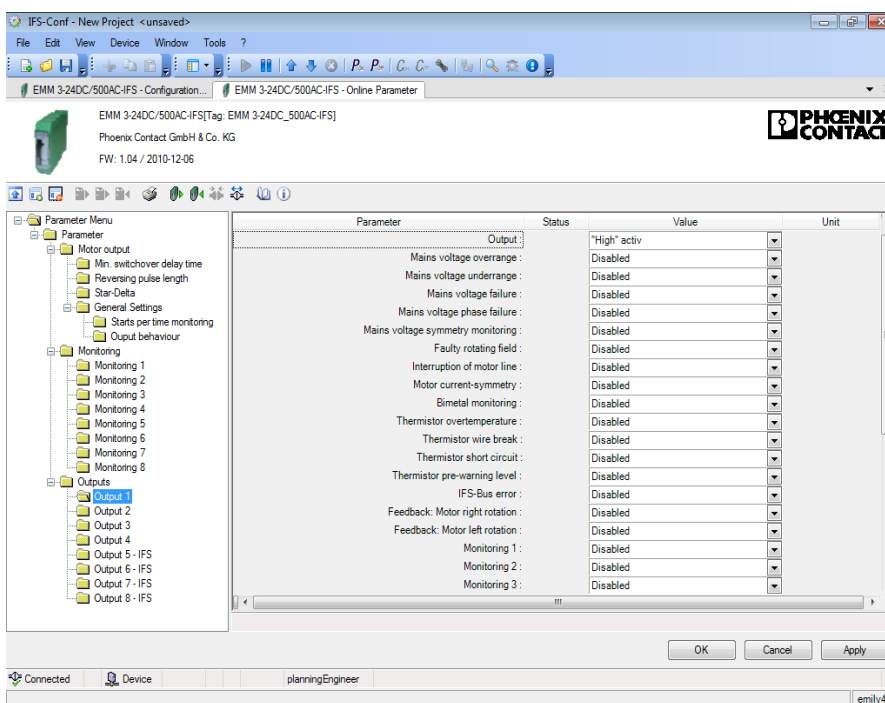 IFS-Conf - New Project <unsaved>
File Edit View Device Window Tools ?
EMM 3-24DC/500AC-IFS - Configuration... EMM 3-24DC/500AC-IFS - Online Parameter
EMM 3-24DC/500AC-IFS[Tag: EMM 3-24DC_500AC-IFS]
Phoenix Contact GmbH & Co. KG
FW: 1.04 / 2010-12-06
PHŒNIX
CONTACT
Parameter Menu
Parameter
Motor output
Min. switchover delay time
Reversing pulse length
Star-Delta
General Settings
Starts per time monitoring
Ouput behaviour
Monitoring
Monitoring 1
Monitoring 2
Monitoring 3
Monitoring 4
Monitoring 5
Monitoring 6
Monitoring 7
Monitoring 8
Outputs
Output 1
Output 2
Output 3
Output 4
Output 5 - IFS
Output 6 - IFS
Output 7 - IFS
Output 8 - IFS
Parameter Status Value Unit
Output : "High" activ
Mains voltage overrange : Disabled
Mains voltage underrange : Disabled
Mains voltage failure : Disabled
Mains voltage phase failure : Disabled
Mains voltage symmetry monitoring : Disabled
Faulty rotating field : Disabled
Interruption of motor line : Disabled
Motor current-symmetry : Disabled
Bimetal monitoring : Disabled
Thermistor overtemperature : Disabled
Thermistor wire break : Disabled
Thermistor short circuit : Disabled
Thermistor pre-warning level : Disabled
IFS-Bus error : Disabled
Feedback: Motor right rotation : Disabled
Feedback: Motor left rotation : Disabled
Monitoring 1 : Disabled
Monitoring 2 : Disabled
Monitoring 3 : Disabled
OK Cancel Apply
Connected Device planningEngineer
emily4